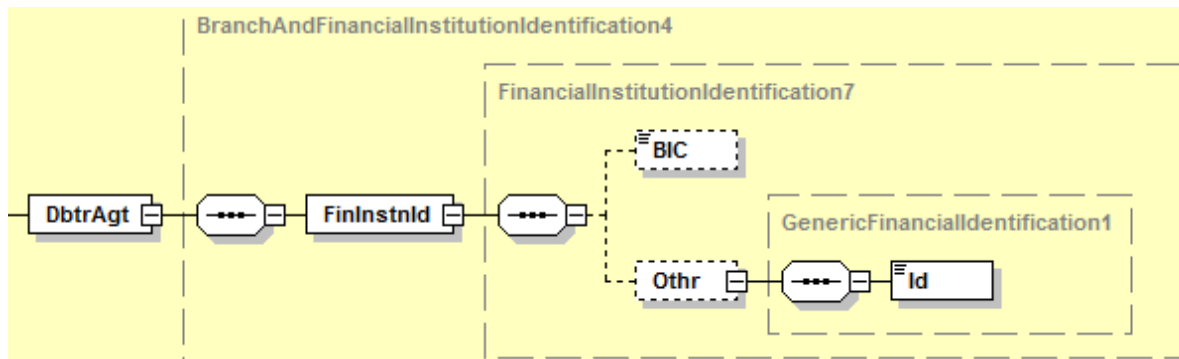 BranchAndFinancialInstitutionIdentification4
FinancialInstitutionIdentification7
BIC
GenericFinancialIdentification1
DbtrAgt
FinInstnId
Othr
Id